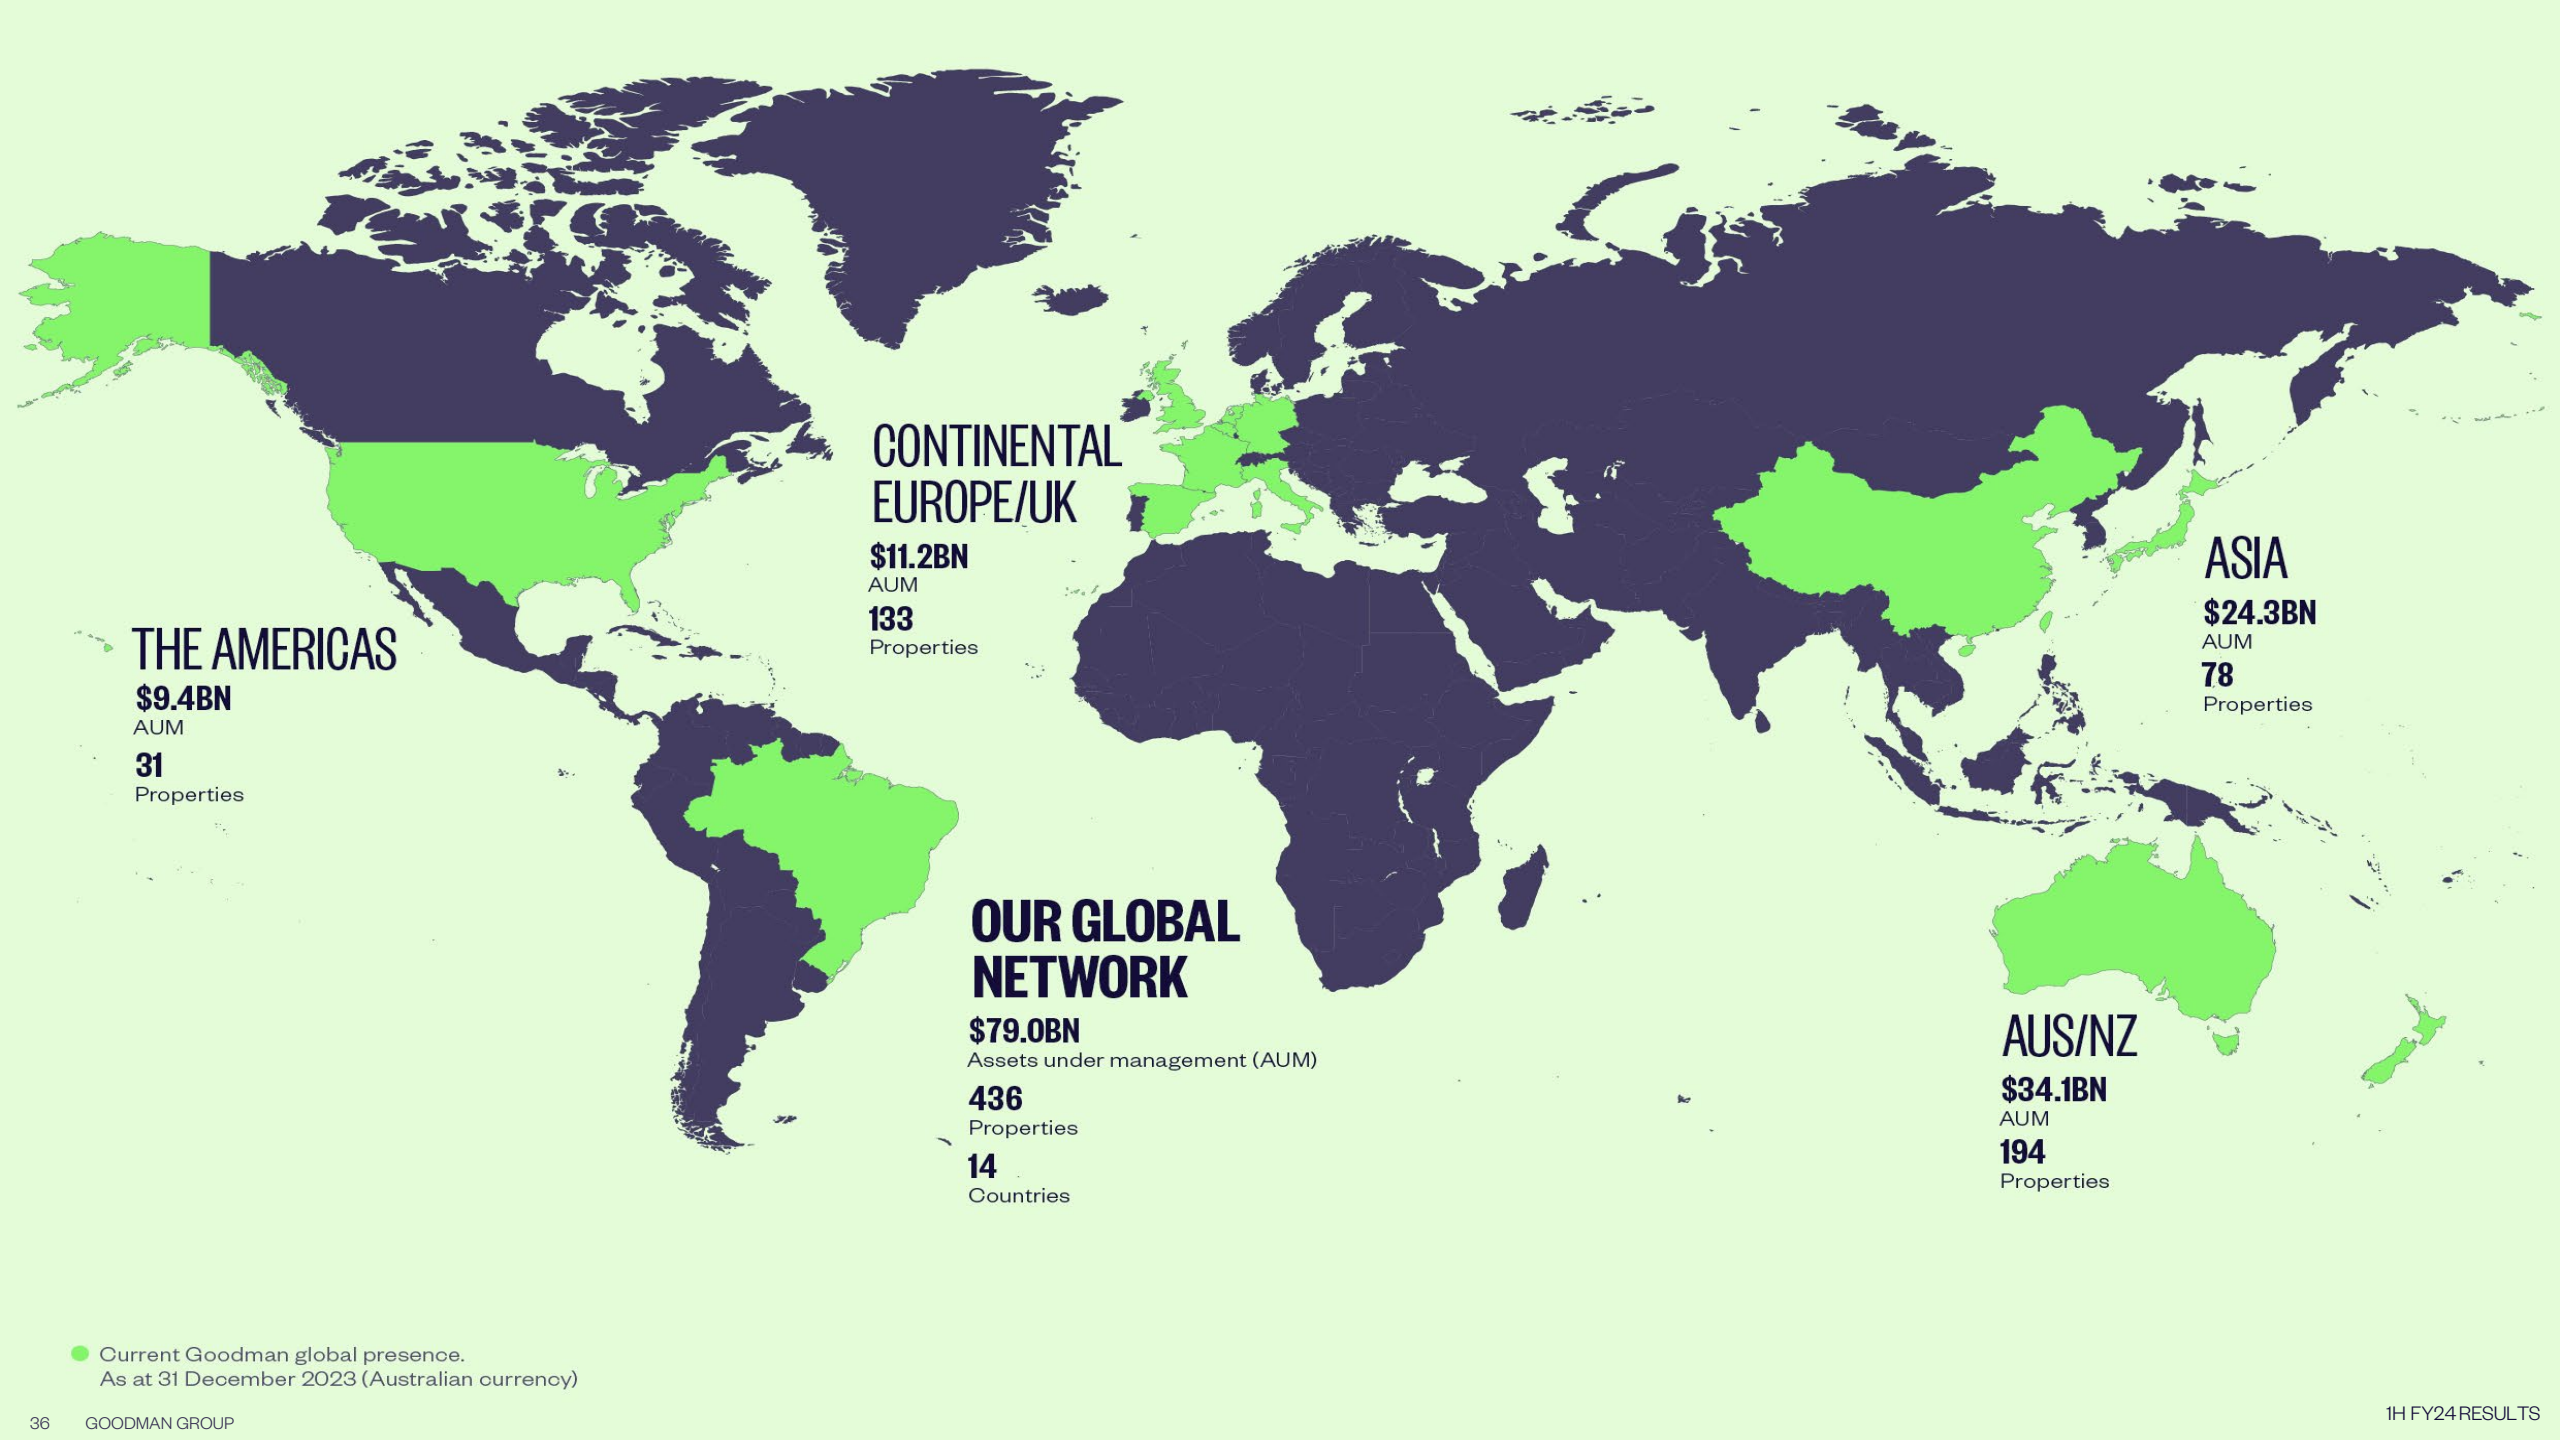 CONTINENTAL
EUROPE/UK
$11.2BN
AUM
133
Properties
ASIA
$24.3BN
AUM
78
Properties
THE AMERICAS
$9.4BN
AUM
31
Properties
OUR GLOBAL
NETWORK
$79.0BN
Assets under management (AUM)
436
Properties
14
Countries
AUS/NZ
$34.1BN
AUM
194
Properties
Current Goodman global presence.
As at 31 December 2023 (Australian currency)
36 GOODMAN GROUP
1H FY24 RESULTS